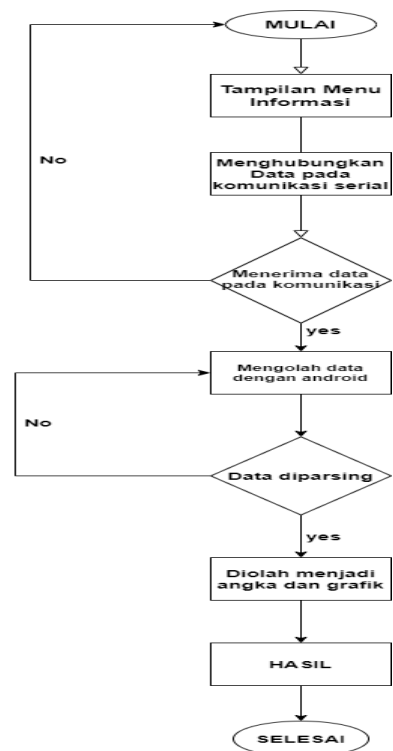 MULAI
Tampilan Menu
Informasi
No
Menghubungkan
Data pada
komunikasi serial
Menerima data
pada komunikasi
yes
Mengolah data
dengan android
No
Data diparsing
yes
Diolah menjadi
angka dan grafik
HASIL
SELESAI